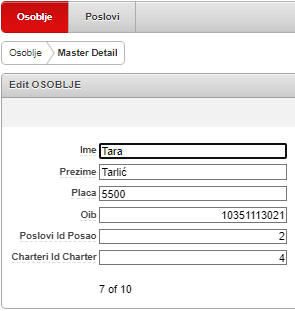 Osoblje Poslovi
Osoblje Master Detail
Edit OSOBLJE
Ime Tara
Prezime Tarlić
Placa 5500
Oib 10351113021
Poslovi Id Posao 2
Charteri Id Charter 4
7 of 10